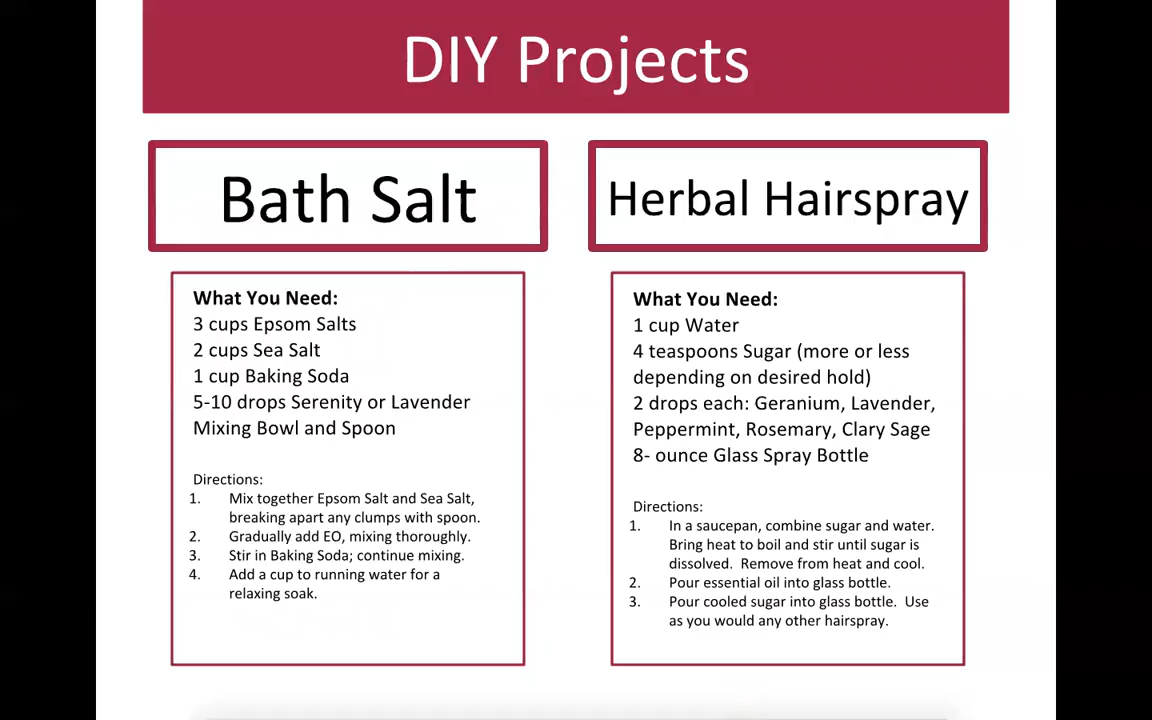 DIY Projects
Bath Salt
What You Need:
3 cups Epsom Salts
2 cups Sea Salt
1 cup Baking Soda
5-10 drops Serenity or Lavender
Mixing Bowl and Spoon
Directions:
1. Mix together Epsom Salt and Sea Salt,
breaking apart any clumps with spoon.
2. Gradually add EO, mixing thoroughly.
3. Stir in Baking Soda; continue mixing.
4. Add a cup to running water for a
relaxing soak.
Herbal Hairspray
What You Need:
1 cup Water
4 teaspoons Sugar (more or less
depending on desired hold)
2 drops each: Geranium, Lavender,
Peppermint, Rosemary, Clary Sage
8- ounce Glass Spray Bottle
Directions:
1. In a saucepan, combine sugar and water.
Bring heat to boil and stir until sugar is
dissolved.  Remove from heat and cool.
2. Pour essential oil into glass bottle.
3. Pour cooled sugar into glass bottle.  Use
as you would any other hairspray.